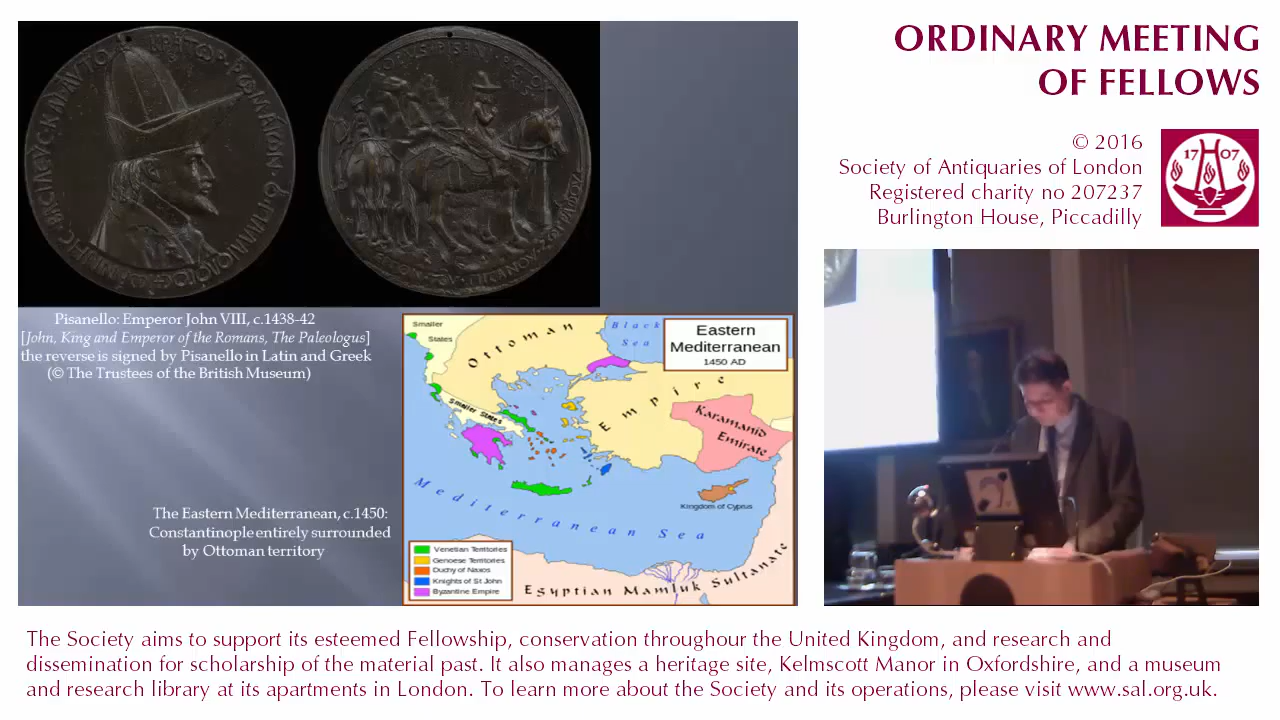 ORDINARY MEETING
OF FELLOWS
© 2016
Society of Antiquaries of London
Registered charity no 207237
Burlington House, Piccadilly
17 07
Pisanello: Emperor John VIII, c.1438-42
[John, King and Emperor of the Romans, The Paleologus]
the reverse is signed by Pisanello in Latin and Greek
(© The Trustees of the British Museum)
The Eastern Mediterranean, c.1450:
Constantinople entirely surrounded
by Ottoman territory
Eastern
Mediterranean
1450 AD
Smaller
States
Ottoman
Black
Sea
Empire
Smaller States
Karamanid
Emirate
Kingdom of Cyprus
Mediterranean Sea
Egyptian Mamluk Sultanate
Venetian Territories
Genoese Territories
Duchy of Naxos
Knights of St John
Byzantine Empire
The Society aims to support its esteemed Fellowship, conservation throughour the United Kingdom, and research and
dissemination for scholarship of the material past. It also manages a heritage site, Kelmscott Manor in Oxfordshire, and a museum
and research library at its apartments in London. To learn more about the Society and its operations, please visit www.sal.org.uk.